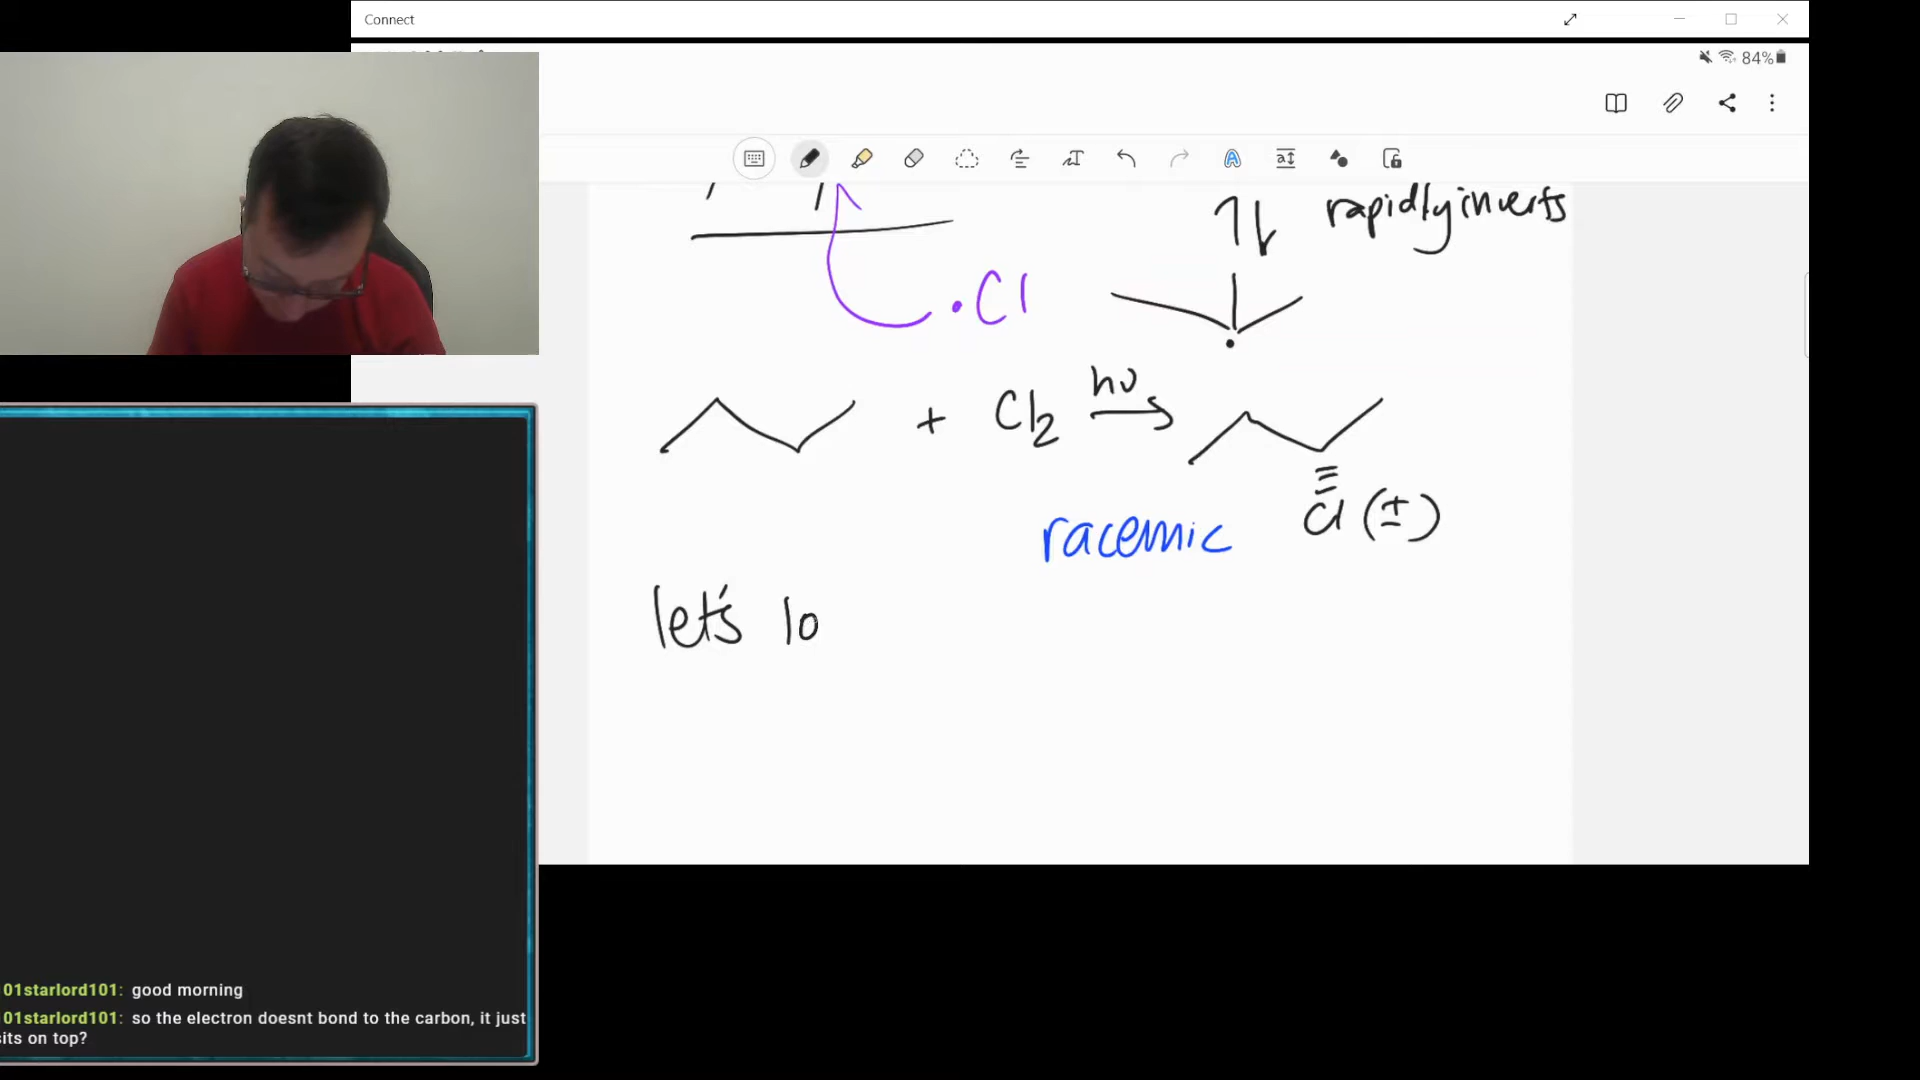 Connect
84%
rapidly inverts
·Cl
+ Cl2 hν
Cl (±)
racemic
let's lo
01starlord101: good morning
01starlord101: so the electron doesnt bond to the carbon, it just
sits on top?